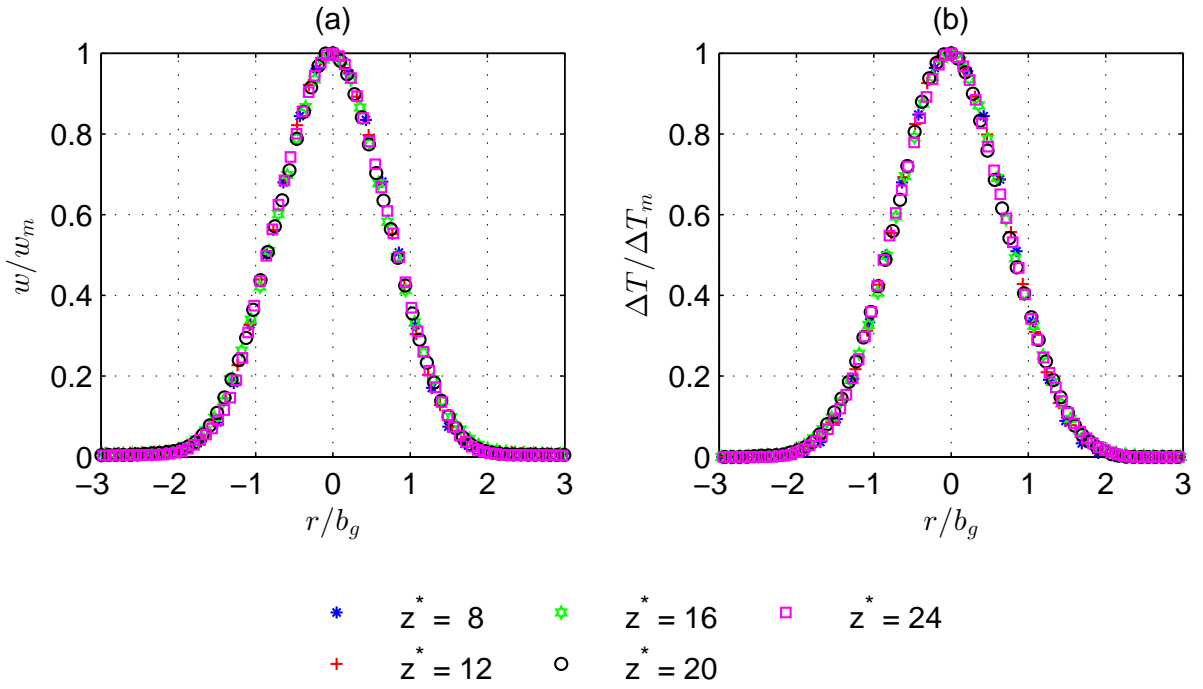 (a) (b)
1 1
0.8 0.8
0.6 0.6
0.4 0.4
0.2 0.2
0 0
w/w_m ΔT/ΔT_m
−3 −2 −1 0 1 2 3 −3 −2 −1 0 1 2 3
r/b_g r/b_g
z* = 8 z* = 16 z* = 24
z* = 12 z* = 20